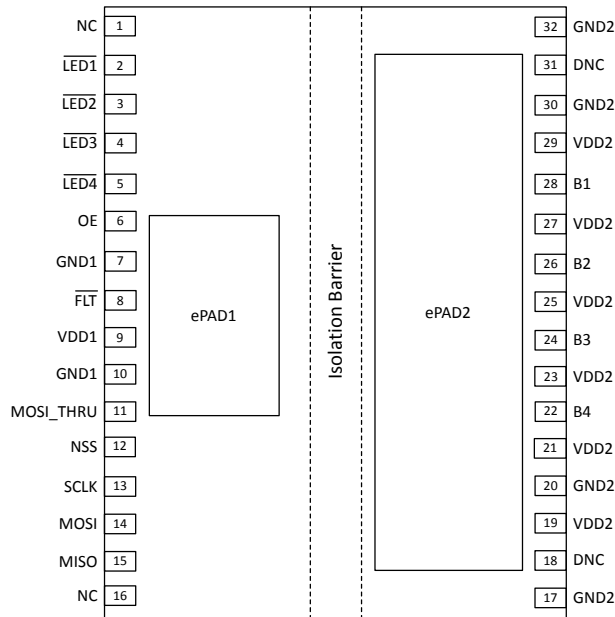 NC 1
LED1 2
LED2 3
LED3 4
LED4 5
OE 6
GND1 7
FLT 8
VDD1 9
GND1 10
MOSI_THRU 11
NSS 12
SCLK 13
MOSI 14
MISO 15
NC 16
ePAD1
Isolation Barrier
ePAD2
32 GND2
31 DNC
30 GND2
29 VDD2
28 B1
27 VDD2
26 B2
25 VDD2
24 B3
23 VDD2
22 B4
21 VDD2
20 GND2
19 VDD2
18 DNC
17 GND2